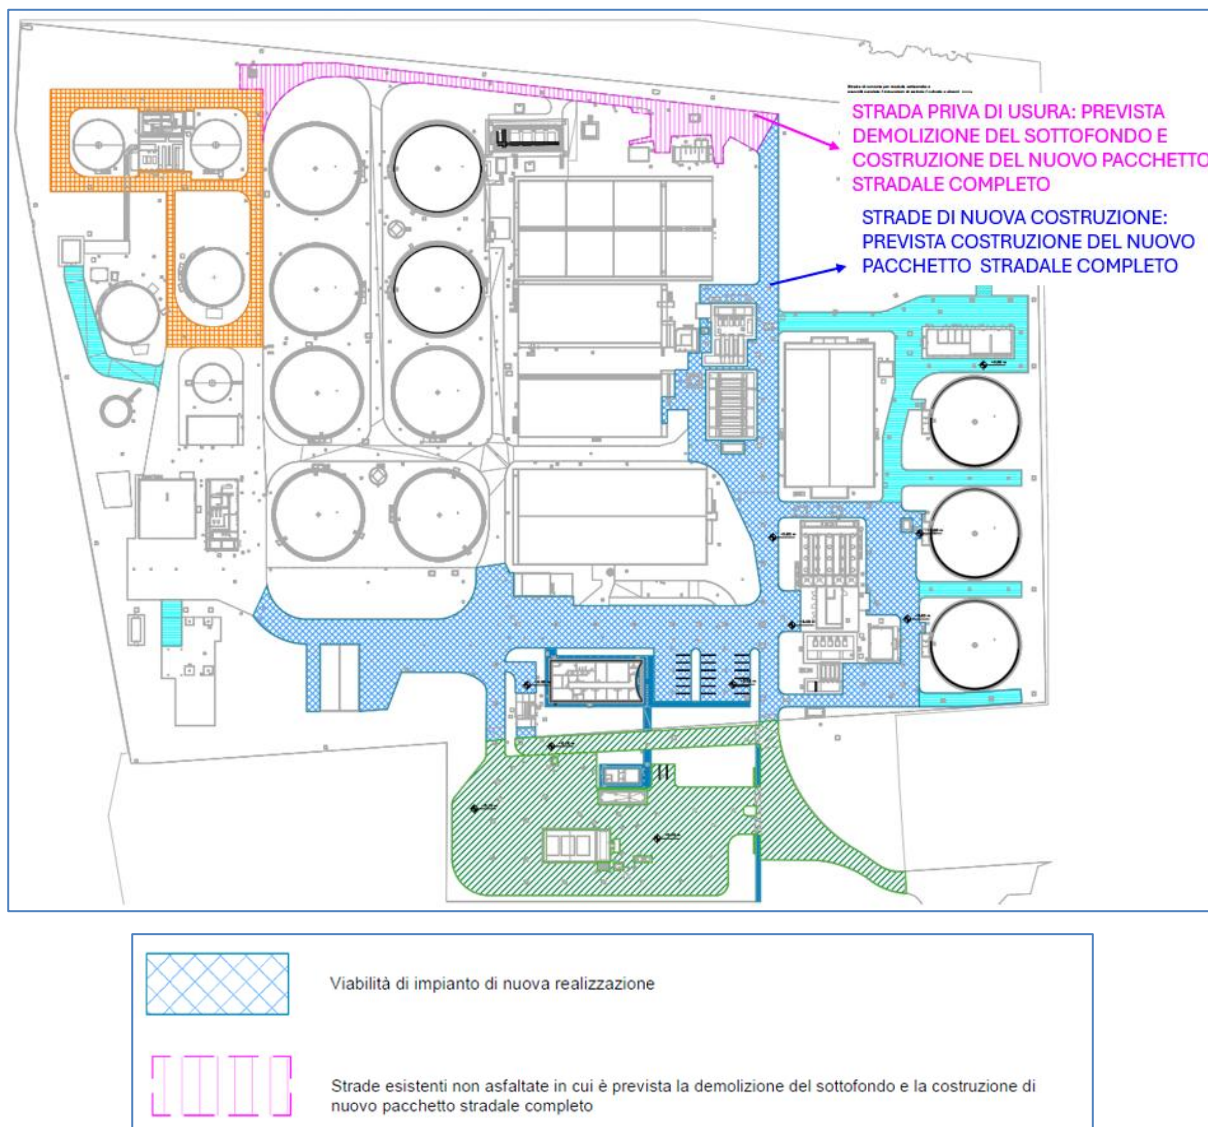 STRADA PRIVA DI USURA: PREVISTA
DEMOLIZIONE DEL SOTTOFONDO E
COSTRUZIONE DEL NUOVO PACCHETTO
STRADALE COMPLETO
STRADE DI NUOVA COSTRUZIONE:
PREVISTA COSTRUZIONE DEL NUOVO
PACCHETTO STRADALE COMPLETO
Viabilità di impianto di nuova realizzazione
Strade esistenti non asfaltate in cui è prevista la demolizione del sottofondo e la costruzione di
nuovo pacchetto stradale completo